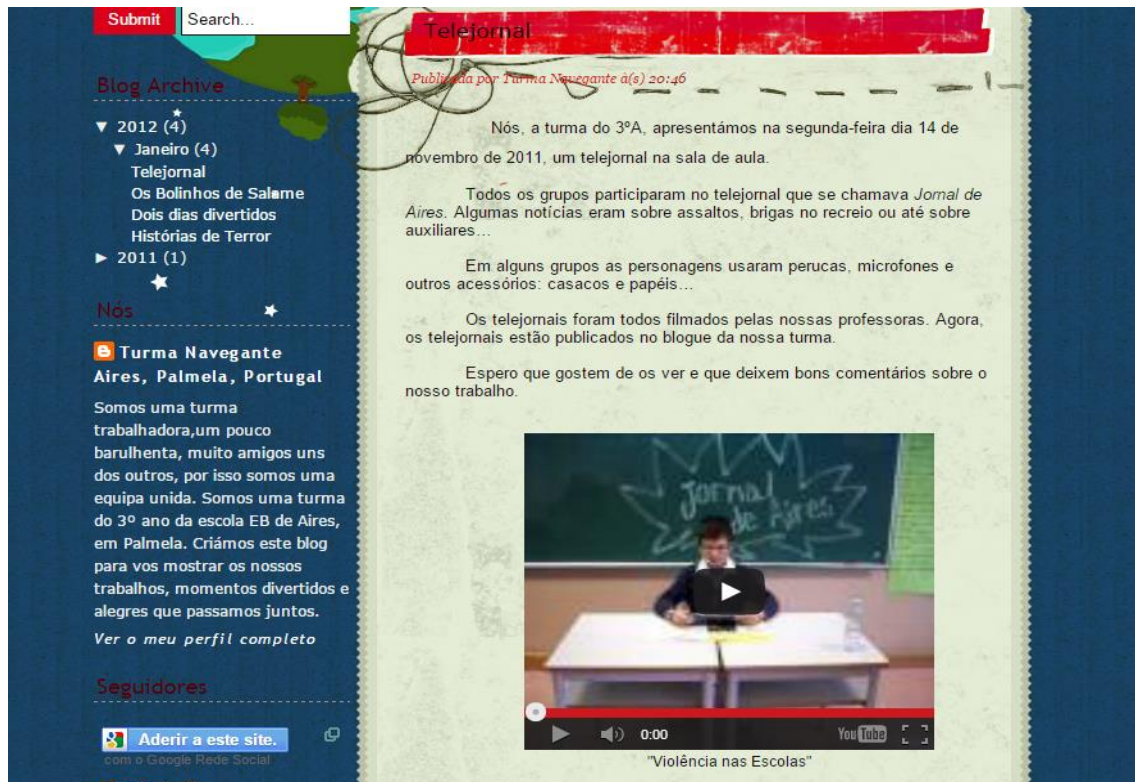 Submit
Search...
Blog Archive
▼ 2012 (4)
▼ Janeiro (4)
Telejornal
Os Bolinhos de Salame
Dois dias divertidos
Histórias de Terror
► 2011 (1)
Nós
Turma Navegante
Aires, Palmela, Portugal
Somos uma turma
trabalhadora,um pouco
barulhenta, muito amigos uns
dos outros, por isso somos uma
equipa unida. Somos uma turma
do 3º ano da escola EB de Aires,
em Palmela. Criámos este blog
para vos mostrar os nossos
trabalhos, momentos divertidos e
alegres que passamos juntos.
Ver o meu perfil completo
Seguidores
Aderir a este site.
com o Google Rede Social
Telejornal
Publicada por Turma Navegante à(s) 20:46
Nós, a turma do 3ºA, apresentámos na segunda-feira dia 14 de
novembro de 2011, um telejornal na sala de aula.
Todos os grupos participaram no telejornal que se chamava Jornal de
Aires. Algumas notícias eram sobre assaltos, brigas no recreio ou até sobre
auxiliares…
Em alguns grupos as personagens usaram perucas, microfones e
outros acessórios: casacos e papéis…
Os telejornais foram todos filmados pelas nossas professoras. Agora,
os telejornais estão publicados no blogue da nossa turma.
Espero que gostem de os ver e que deixem bons comentários sobre o
nosso trabalho.
Jornal
de Aires
0:00
YouTube
"Violência nas Escolas"